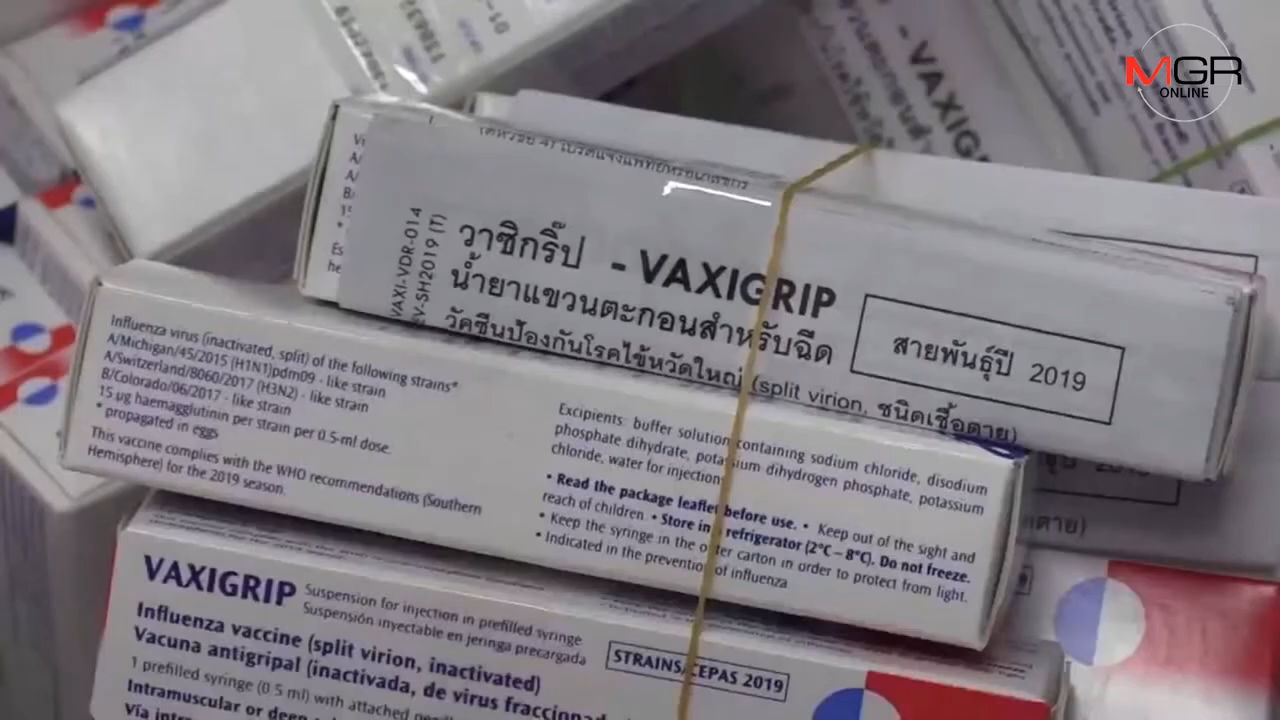 MGR
ONLINE
- VAXIG
VAXI-VDR-014
EV-SH2019 (T)
วาซิกริ๊ป - VAXIGRIP
น้ำยาแขวนตะกอนสำหรับฉีด
วัคซีนป้องกันโรคไข้หวัดใหญ่ (split virion, ชนิดเชื้อตาย)
สายพันธุ์ปี 2019
Influenza virus (inactivated, split) of the following strains*
A/Michigan/45/2015 (H1N1)pdm09 - like strain
A/Switzerland/8060/2017 (H3N2) - like strain
B/Colorado/06/2017 - like strain
15 µg haemagglutinin per strain per 0.5-ml dose.
* propagated in eggs
This vaccine complies with the WHO recommendations (Southern
Hemisphere) for the 2019 season.
Excipients: buffer solution containing sodium chloride, disodium
phosphate dihydrate, potassium dihydrogen phosphate, potassium
chloride, water for injection
• Read the package leaflet before use. • Keep out of the sight and
reach of children. • Store in a refrigerator (2°C – 8°C). Do not freeze.
• Keep the syringe in the outer carton in order to protect from light.
• Indicated in the prevention of influenza
VAXIGRIP
Suspension for injection in prefilled syringe
Suspensión inyectable en jeringa precargada
Influenza vaccine (split virion, inactivated)
Vacuna antigripal (inactivada, de virus fraccionad
STRAINS/CEPAS 2019
1 prefilled syringe (0.5 ml) with attached
Intramuscular or deep